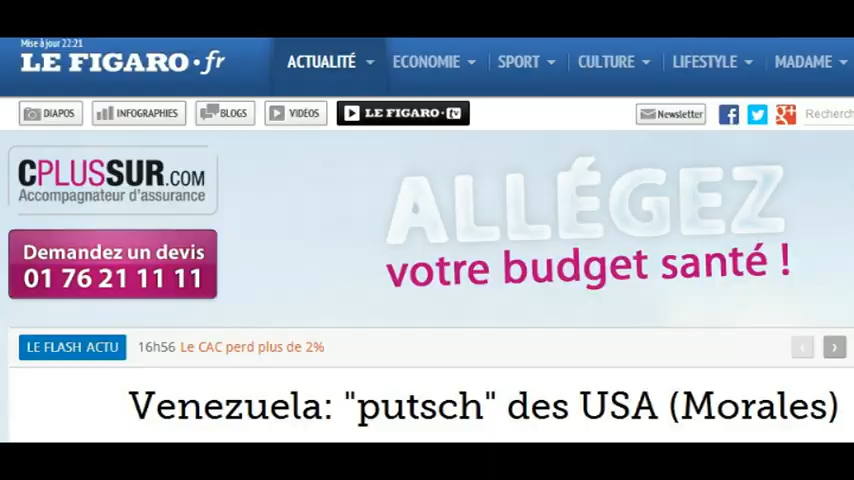 Mise à jour 22:21
LE FIGARO·fr
ACTUALITÉ ECONOMIE SPORT CULTURE LIFESTYLE MADAME
DIAPOS INFOGRAPHIES BLOGS VIDÉOS LE FIGARO·tv Newsletter Recherch
CPLUSSUR.COM
Accompagnateur d'assurance
Demandez un devis
01 76 21 11 11
ALLÉGEZ
votre budget santé !
LE FLASH ACTU 16h56 Le CAC perd plus de 2%
Venezuela: "putsch" des USA (Morales)